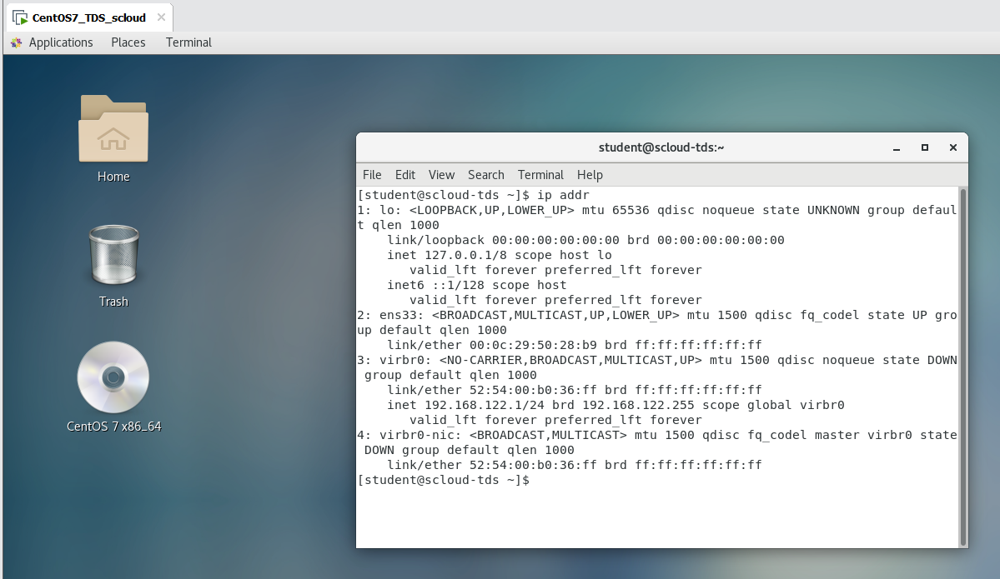 CentOS7_TDS_scloud
Applications Places Terminal
Home
Trash
CentOS 7 x86_64
student@scloud-tds:~
File Edit View Search Terminal Help
[student@scloud-tds ~]$ ip addr
1: lo: <LOOPBACK,UP,LOWER_UP> mtu 65536 qdisc noqueue state UNKNOWN group defaul
t qlen 1000
    link/loopback 00:00:00:00:00:00 brd 00:00:00:00:00:00
    inet 127.0.0.1/8 scope host lo
       valid_lft forever preferred_lft forever
    inet6 ::1/128 scope host
       valid_lft forever preferred_lft forever
2: ens33: <BROADCAST,MULTICAST,UP,LOWER_UP> mtu 1500 qdisc fq_codel state UP gro
up default qlen 1000
    link/ether 00:0c:29:50:28:b9 brd ff:ff:ff:ff:ff:ff
3: virbr0: <NO-CARRIER,BROADCAST,MULTICAST,UP> mtu 1500 qdisc noqueue state DOWN
 group default qlen 1000
    link/ether 52:54:00:b0:36:ff brd ff:ff:ff:ff:ff:ff
    inet 192.168.122.1/24 brd 192.168.122.255 scope global virbr0
       valid_lft forever preferred_lft forever
4: virbr0-nic: <BROADCAST,MULTICAST> mtu 1500 qdisc fq_codel master virbr0 state
 DOWN group default qlen 1000
    link/ether 52:54:00:b0:36:ff brd ff:ff:ff:ff:ff:ff
[student@scloud-tds ~]$